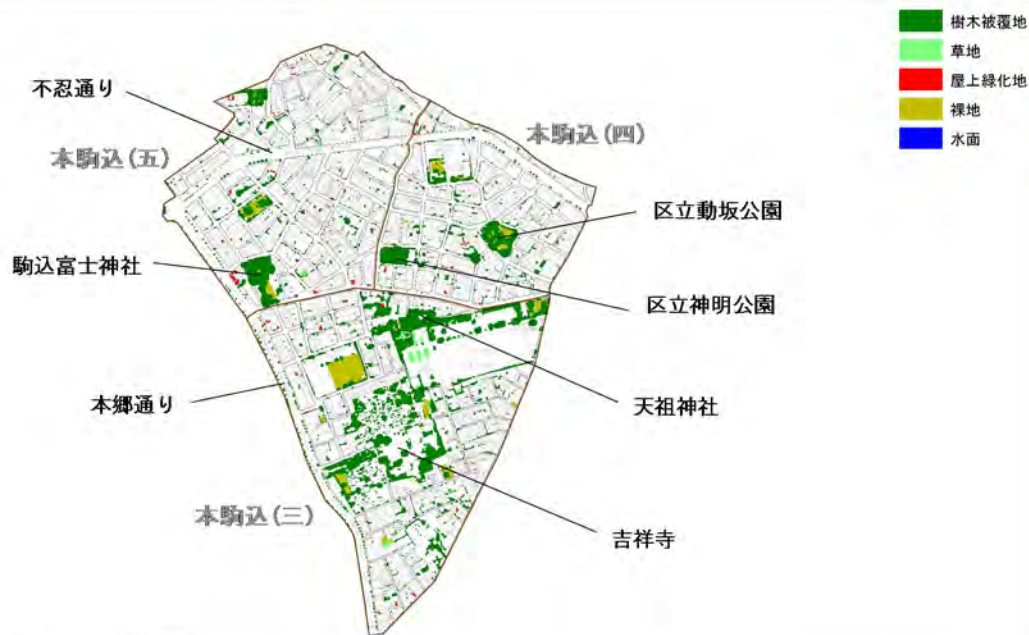 樹木被覆地
草地
屋上緑化地
裸地
水面
不忍通り
本駒込(四)
本駒込(五)
区立動坂公園
駒込富士神社
区立神明公園
本郷通り
天祖神社
本駒込(三)
吉祥寺